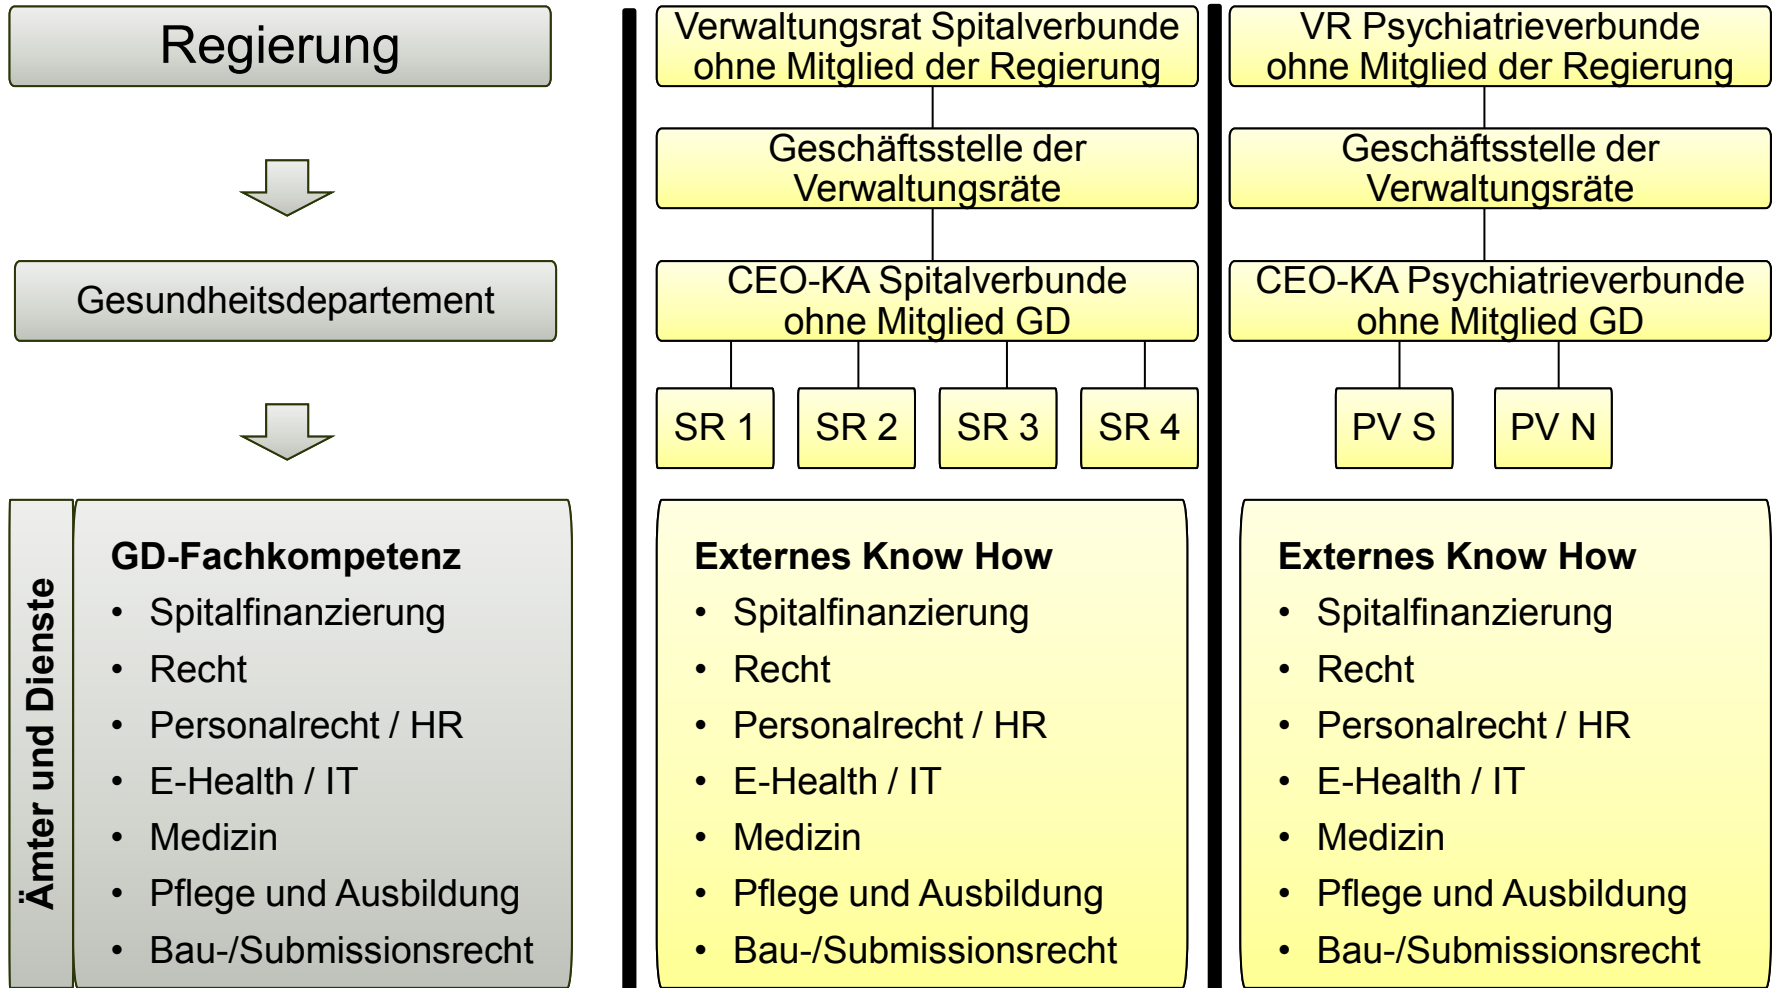 Regierung
Gesundheitsdepartement
Ämter und Dienste
GD-Fachkompetenz
• Spitalfinanzierung
• Recht
• Personalrecht / HR
• E-Health / IT
• Medizin
• Pflege und Ausbildung
• Bau-/Submissionsrecht
Verwaltungsrat Spitalverbunde
ohne Mitglied der Regierung
Geschäftsstelle der
Verwaltungsräte
CEO-KA Spitalverbunde
ohne Mitglied GD
SR 1
SR 2
SR 3
SR 4
Externes Know How
• Spitalfinanzierung
• Recht
• Personalrecht / HR
• E-Health / IT
• Medizin
• Pflege und Ausbildung
• Bau-/Submissionsrecht
VR Psychiatrieverbunde
ohne Mitglied der Regierung
Geschäftsstelle der
Verwaltungsräte
CEO-KA Psychiatrieverbunde
ohne Mitglied GD
PV S
PV N
Externes Know How
• Spitalfinanzierung
• Recht
• Personalrecht / HR
• E-Health / IT
• Medizin
• Pflege und Ausbildung
• Bau-/Submissionsrecht